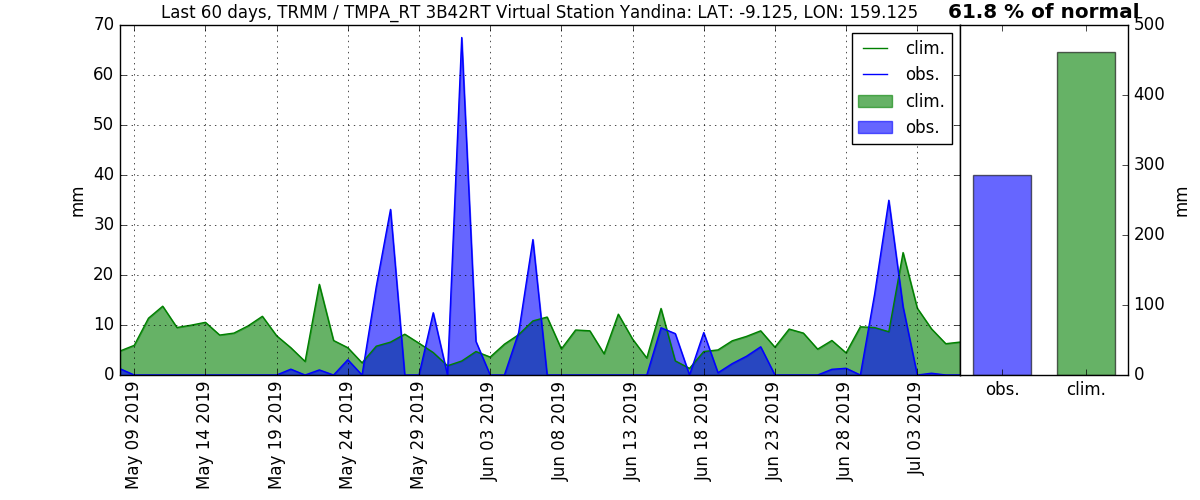 Last 60 days, TRMM / TMPA_RT 3B42RT Virtual Station Yandina: LAT: -9.125, LON: 159.125
61.8 % of normal
70
60
50
40
30
20
10
0
mm
clim.
obs.
clim.
obs.
May 09 2019
May 14 2019
May 19 2019
May 24 2019
May 29 2019
Jun 03 2019
Jun 08 2019
Jun 13 2019
Jun 18 2019
Jun 23 2019
Jun 28 2019
Jul 03 2019
500
400
300
200
100
0
mm
obs.
clim.